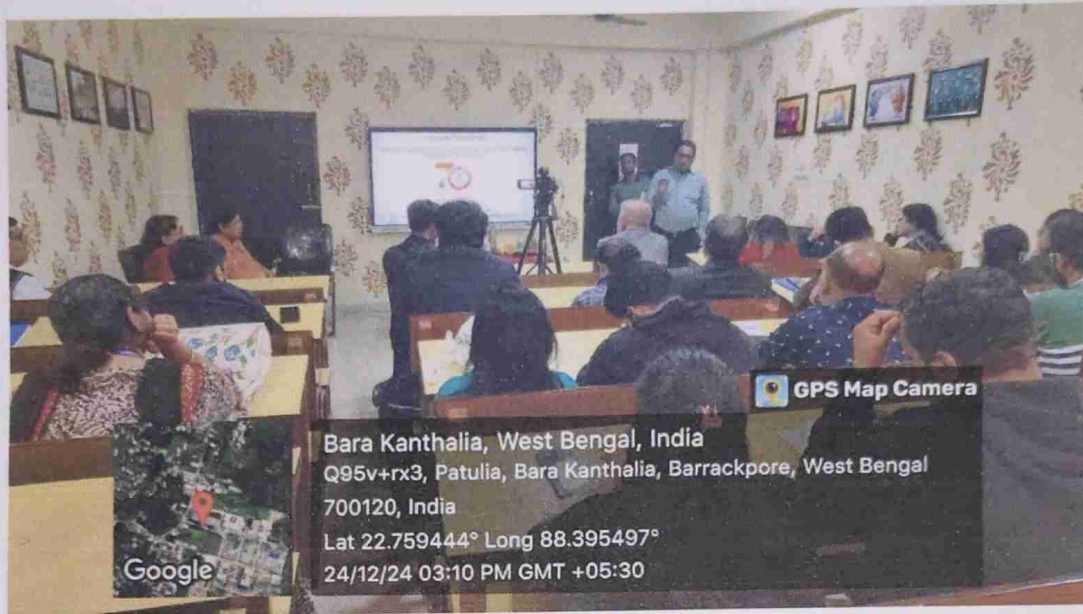 GPS Map Camera
Bara Kanthalia, West Bengal, India
Q95v+rx3, Patulia, Bara Kanthalia, Barrackpore, West Bengal
700120, India
Lat 22.759444° Long 88.395497°
24/12/24 03:10 PM GMT +05:30
Google